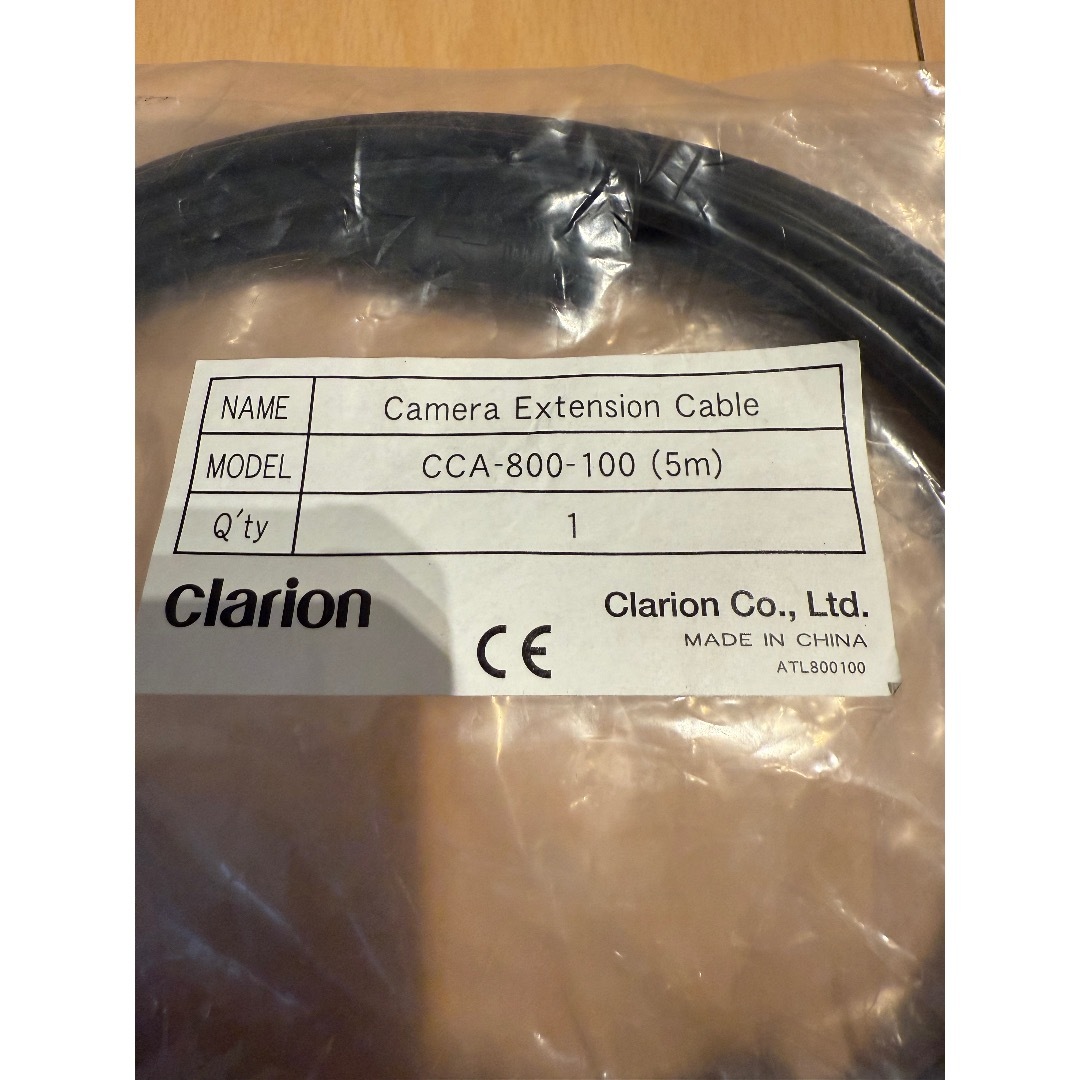 NAME Camera Extension Cable
MODEL CCA-800-100 (5m)
Q'ty 1
Clarion
Clarion Co., Ltd.
CE
MADE IN CHINA
ATL800100